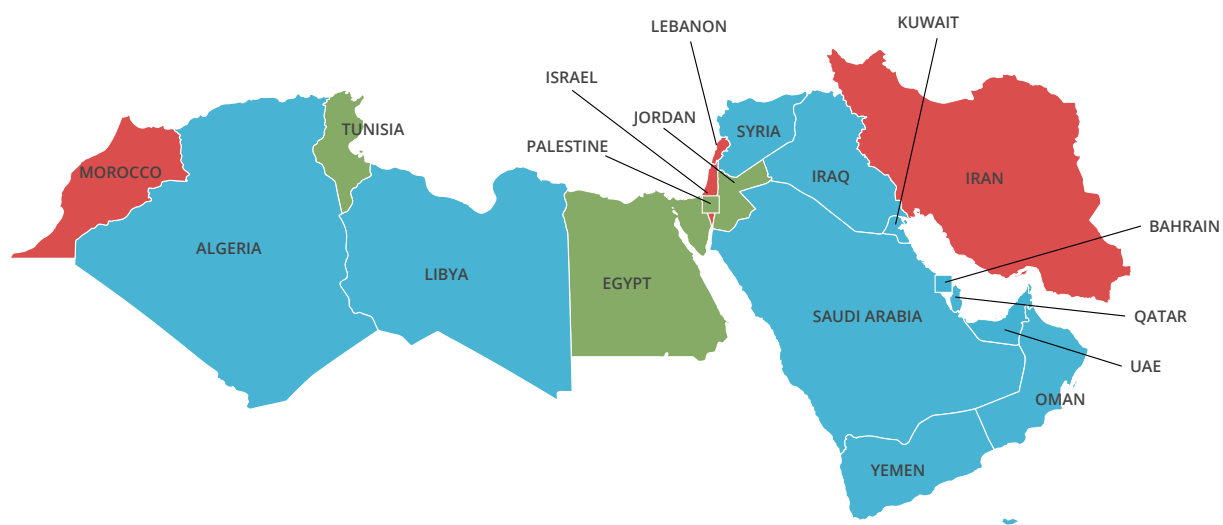 KUWAIT
LEBANON
ISRAEL
JORDAN
TUNISIA
SYRIA
PALESTINE
MOROCCO
IRAQ
IRAN
BAHRAIN
ALGERIA
LIBYA
EGYPT
SAUDI ARABIA
QATAR
UAE
OMAN
YEMEN